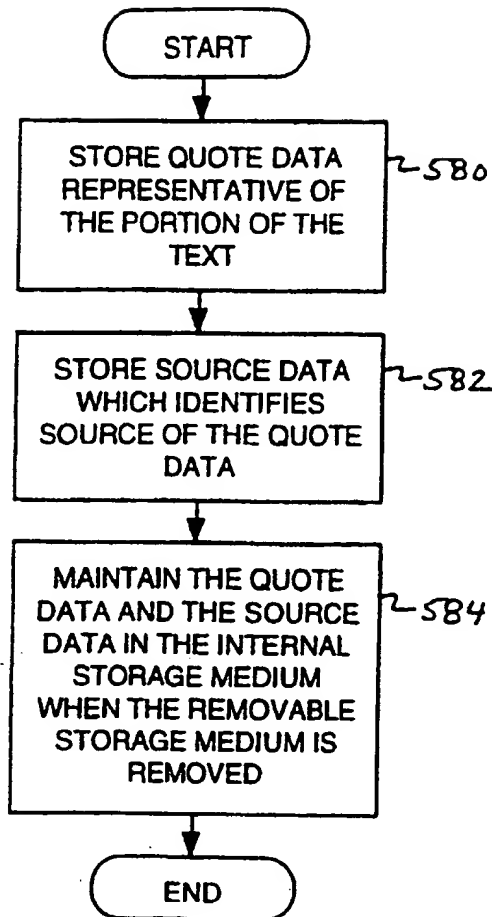 START
STORE QUOTE DATA
REPRESENTATIVE OF
THE PORTION OF THE
TEXT
580
STORE SOURCE DATA
WHICH IDENTIFIES
SOURCE OF THE QUOTE
DATA
582
MAINTAIN THE QUOTE
DATA AND THE SOURCE
DATA IN THE INTERNAL
STORAGE MEDIUM
WHEN THE REMOVABLE
STORAGE MEDIUM IS
REMOVED
584
END